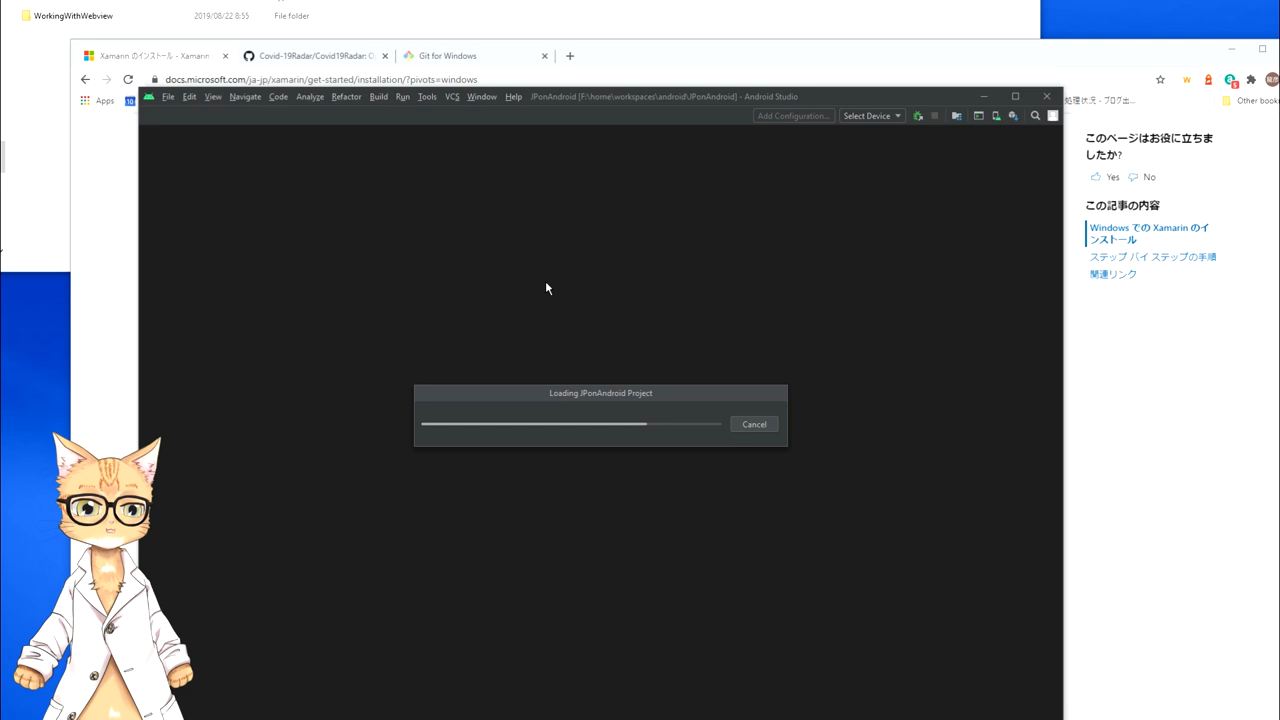 WorkingWithWebview 2019/08/22 8:55 File folder
Xamarin のインストール - Xamarin
Covid-19Radar/Covid19Radar: O
Git for Windows
docs.microsoft.com/ja-jp/xamarin/get-started/installation/?pivots=windows
Apps
処理状況 - ブログ出...
Other book
File Edit View Navigate Code Analyze Refactor Build Run Tools VCS Window Help JPonAndroid [F:\home\workspaces\android\JPonAndroid] - Android Studio
Add Configuration... Select Device
Loading JPonAndroid Project
Cancel
このページはお役に立ちま
したか?
Yes No
この記事の内容
Windows での Xamarin のイ
ンストール
ステップ バイ ステップの手順
関連リンク